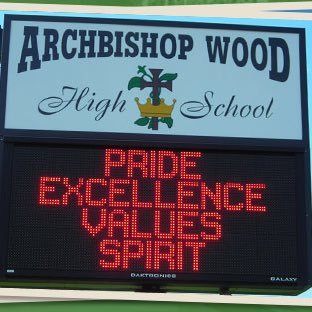 ARCHBISHOP WOOD
High School
PRIDE
EXCELLENCE
VALUES
SPIRIT
DAKTRONICS GALAXY